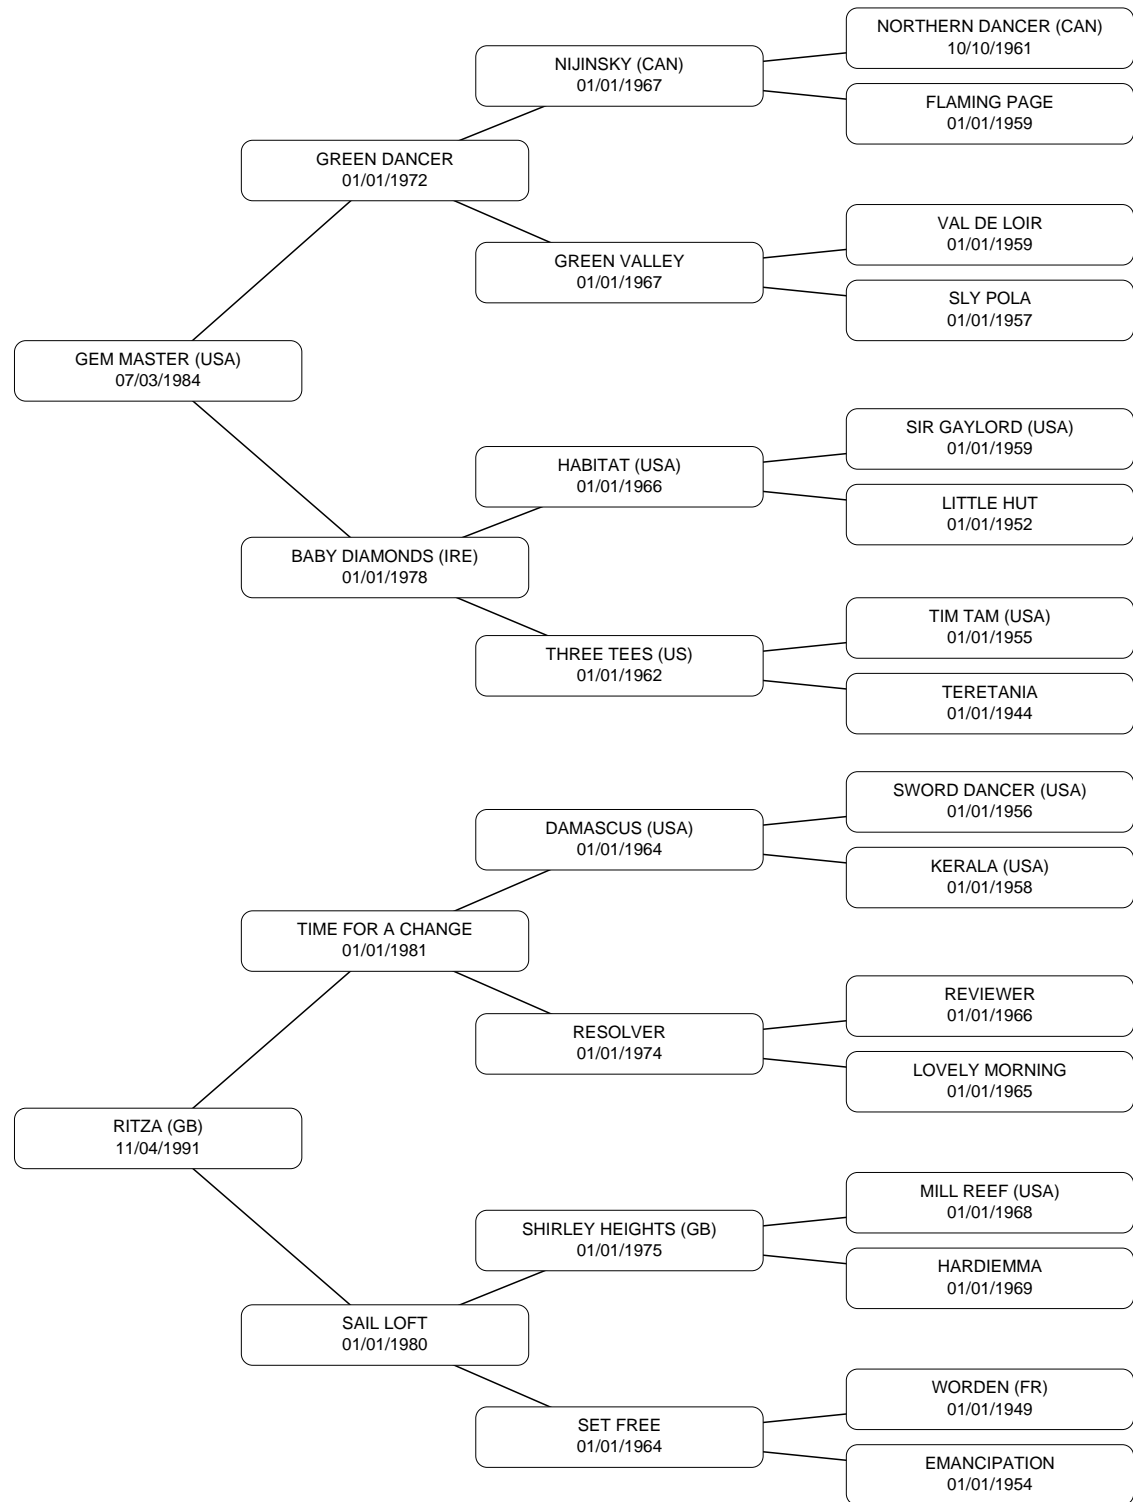 NORTHERN DANCER (CAN)
10/10/1961
NIJINSKY (CAN)
01/01/1967
FLAMING PAGE
01/01/1959
GREEN DANCER
01/01/1972
VAL DE LOIR
01/01/1959
GREEN VALLEY
01/01/1967
SLY POLA
01/01/1957
GEM MASTER (USA)
07/03/1984
SIR GAYLORD (USA)
01/01/1959
HABITAT (USA)
01/01/1966
LITTLE HUT
01/01/1952
BABY DIAMONDS (IRE)
01/01/1978
TIM TAM (USA)
01/01/1955
THREE TEES (US)
01/01/1962
TERETANIA
01/01/1944
SWORD DANCER (USA)
01/01/1956
DAMASCUS (USA)
01/01/1964
KERALA (USA)
01/01/1958
TIME FOR A CHANGE
01/01/1981
REVIEWER
01/01/1966
RESOLVER
01/01/1974
LOVELY MORNING
01/01/1965
RITZA (GB)
11/04/1991
MILL REEF (USA)
01/01/1968
SHIRLEY HEIGHTS (GB)
01/01/1975
HARDIEMMA
01/01/1969
SAIL LOFT
01/01/1980
WORDEN (FR)
01/01/1949
SET FREE
01/01/1964
EMANCIPATION
01/01/1954